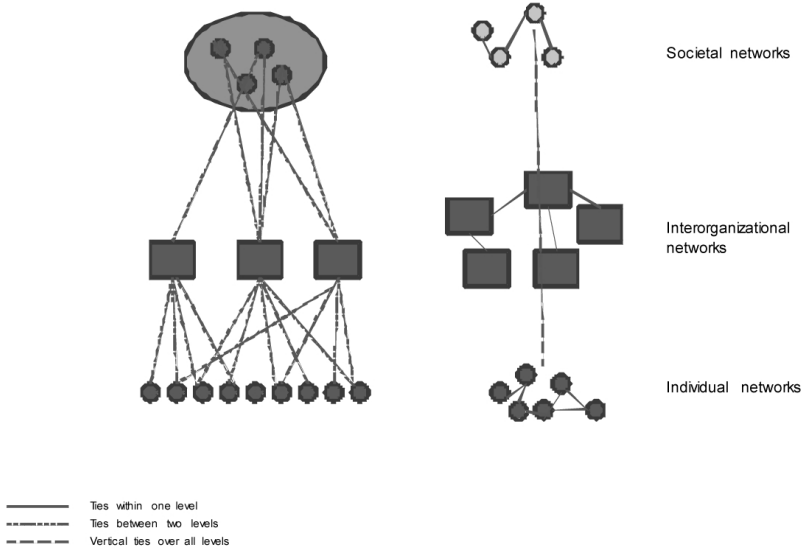 Societal networks
Interorganizational
networks
Individual networks
Ties within one level
Ties between two levels
Vertical ties over all levels